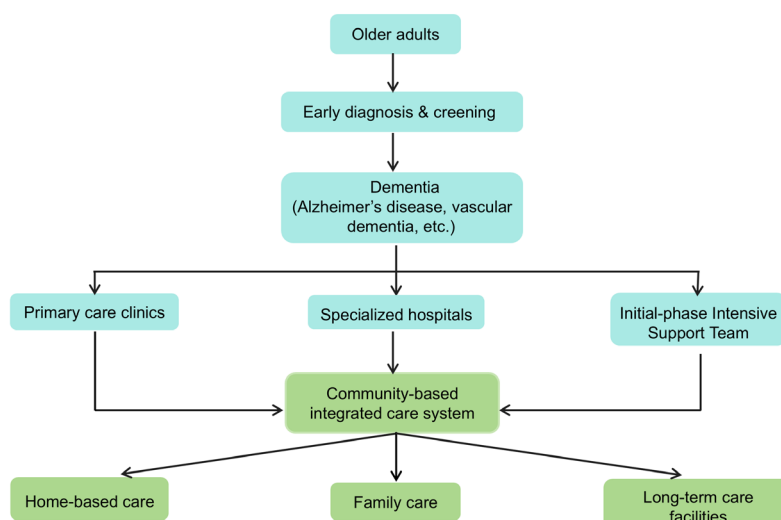 Older adults
Early diagnosis & creening
Dementia
(Alzheimer's disease, vascular
dementia, etc.)
Primary care clinics
Specialized hospitals
Initial-phase Intensive
Support Team
Community-based
integrated care system
Home-based care
Family care
Long-term care
facilities